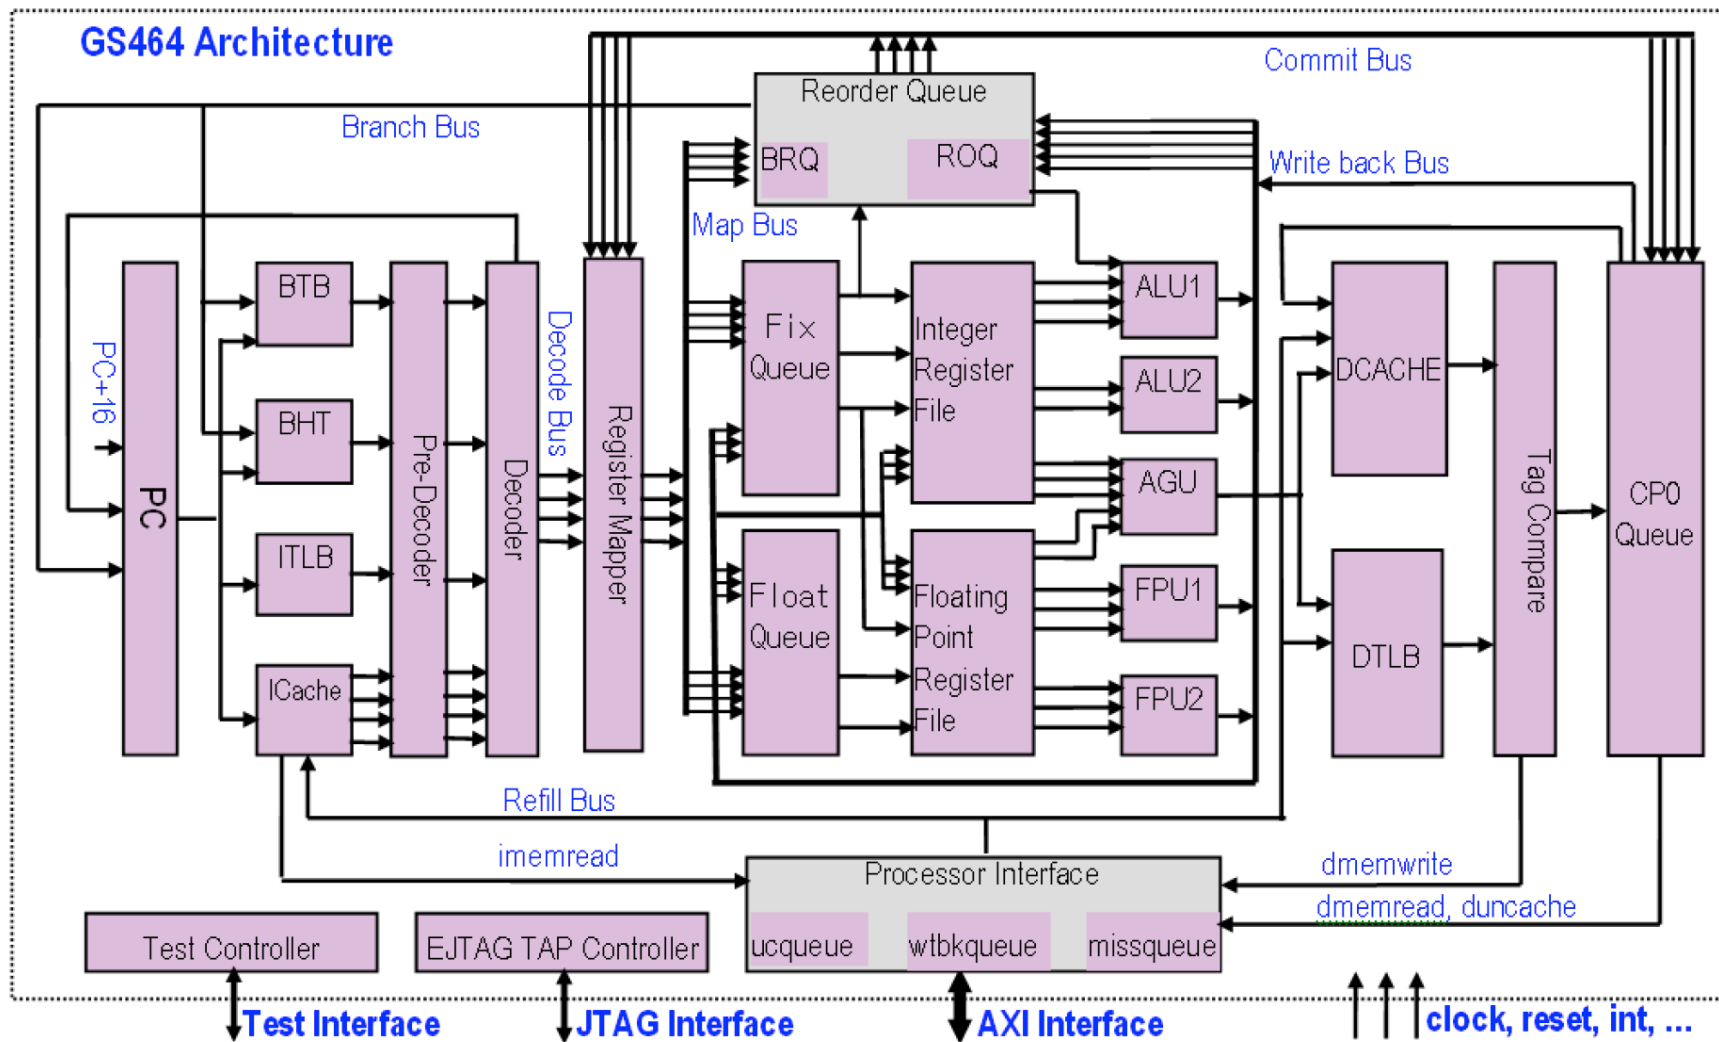 GS464 Architecture
Commit Bus
Reorder Queue
Branch Bus
BRQ
ROQ
Write back Bus
Map Bus
PC+16
PC
BTB
BHT
ITLB
ICache
Pre-Decoder
Decoder
Decode Bus
Register Mapper
Fix
Queue
Float
Queue
Integer
Register
File
Floating
Point
Register
File
ALU1
ALU2
AGU
FPU1
FPU2
DCACHE
DTLB
Tag Compare
CP0
Queue
Refill Bus
imemread
Processor Interface
dmemwrite
dmemread, duncache
ucqueue
wtbkqueue
missqueue
Test Controller
EJTAG TAP Controller
Test Interface
JTAG Interface
AXI Interface
clock, reset, int, ...